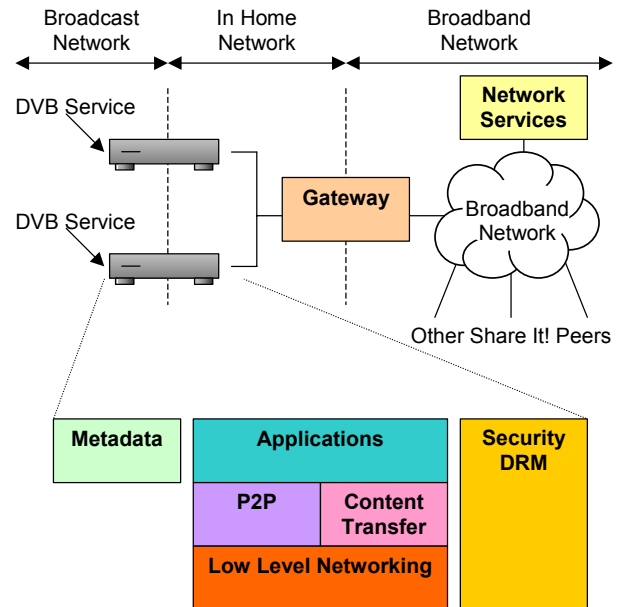 Broadcast
Network
In Home
Network
Broadband
Network
DVB Service
Network
Services
Gateway
Broadband
Network
DVB Service
Other Share It! Peers
Metadata
Applications
Security
DRM
P2P
Content
Transfer
Low Level Networking